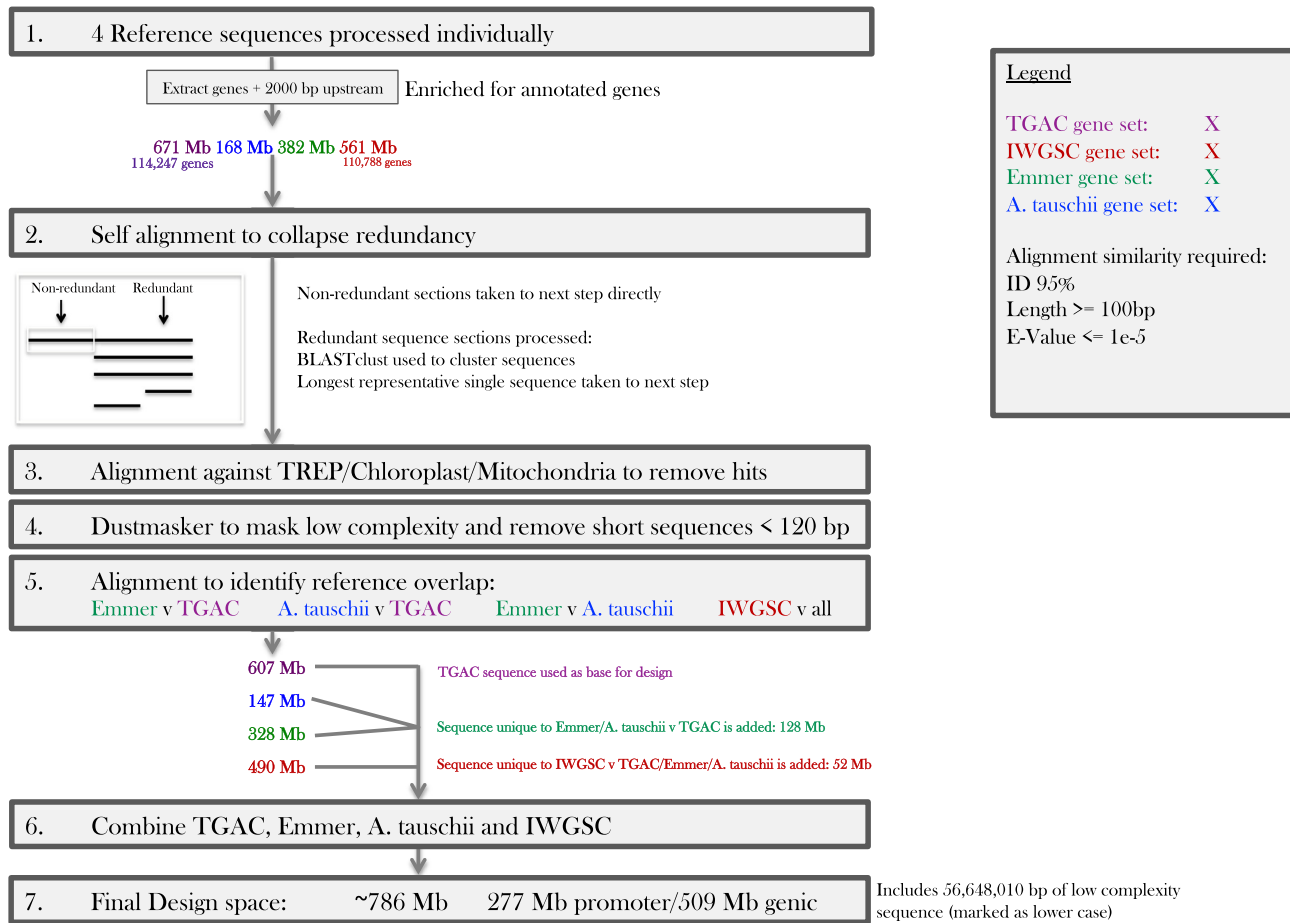 1. 4 Reference sequences processed individually
Extract genes + 2000 bp upstream
Enriched for annotated genes
671 Mb 168 Mb 382 Mb 561 Mb
114,247 genes
110,788 genes
2. Self alignment to collapse redundancy
Non-redundant Redundant
Non-redundant sections taken to next step directly
Redundant sequence sections processed:
BLASTclust used to cluster sequences
Longest representative single sequence taken to next step
3. Alignment against TREP/Chloroplast/Mitochondria to remove hits
4. Dustmasker to mask low complexity and remove short sequences < 120 bp
5. Alignment to identify reference overlap:
Emmer v TGAC A. tauschii v TGAC Emmer v A. tauschii IWGSC v all
607 Mb
TGAC sequence used as base for design
147 Mb
Sequence unique to Emmer/A. tauschii v TGAC is added: 128 Mb
328 Mb
490 Mb
Sequence unique to IWGSC v TGAC/Emmer/A. tauschii is added: 52 Mb
6. Combine TGAC, Emmer, A. tauschii and IWGSC
7. Final Design space: ~786 Mb 277 Mb promoter/509 Mb genic
Includes 56,648,010 bp of low complexity
sequence (marked as lower case)
Legend
TGAC gene set: X
IWGSC gene set: X
Emmer gene set: X
A. tauschii gene set: X
Alignment similarity required:
ID 95%
Length >= 100bp
E-Value <= 1e-5